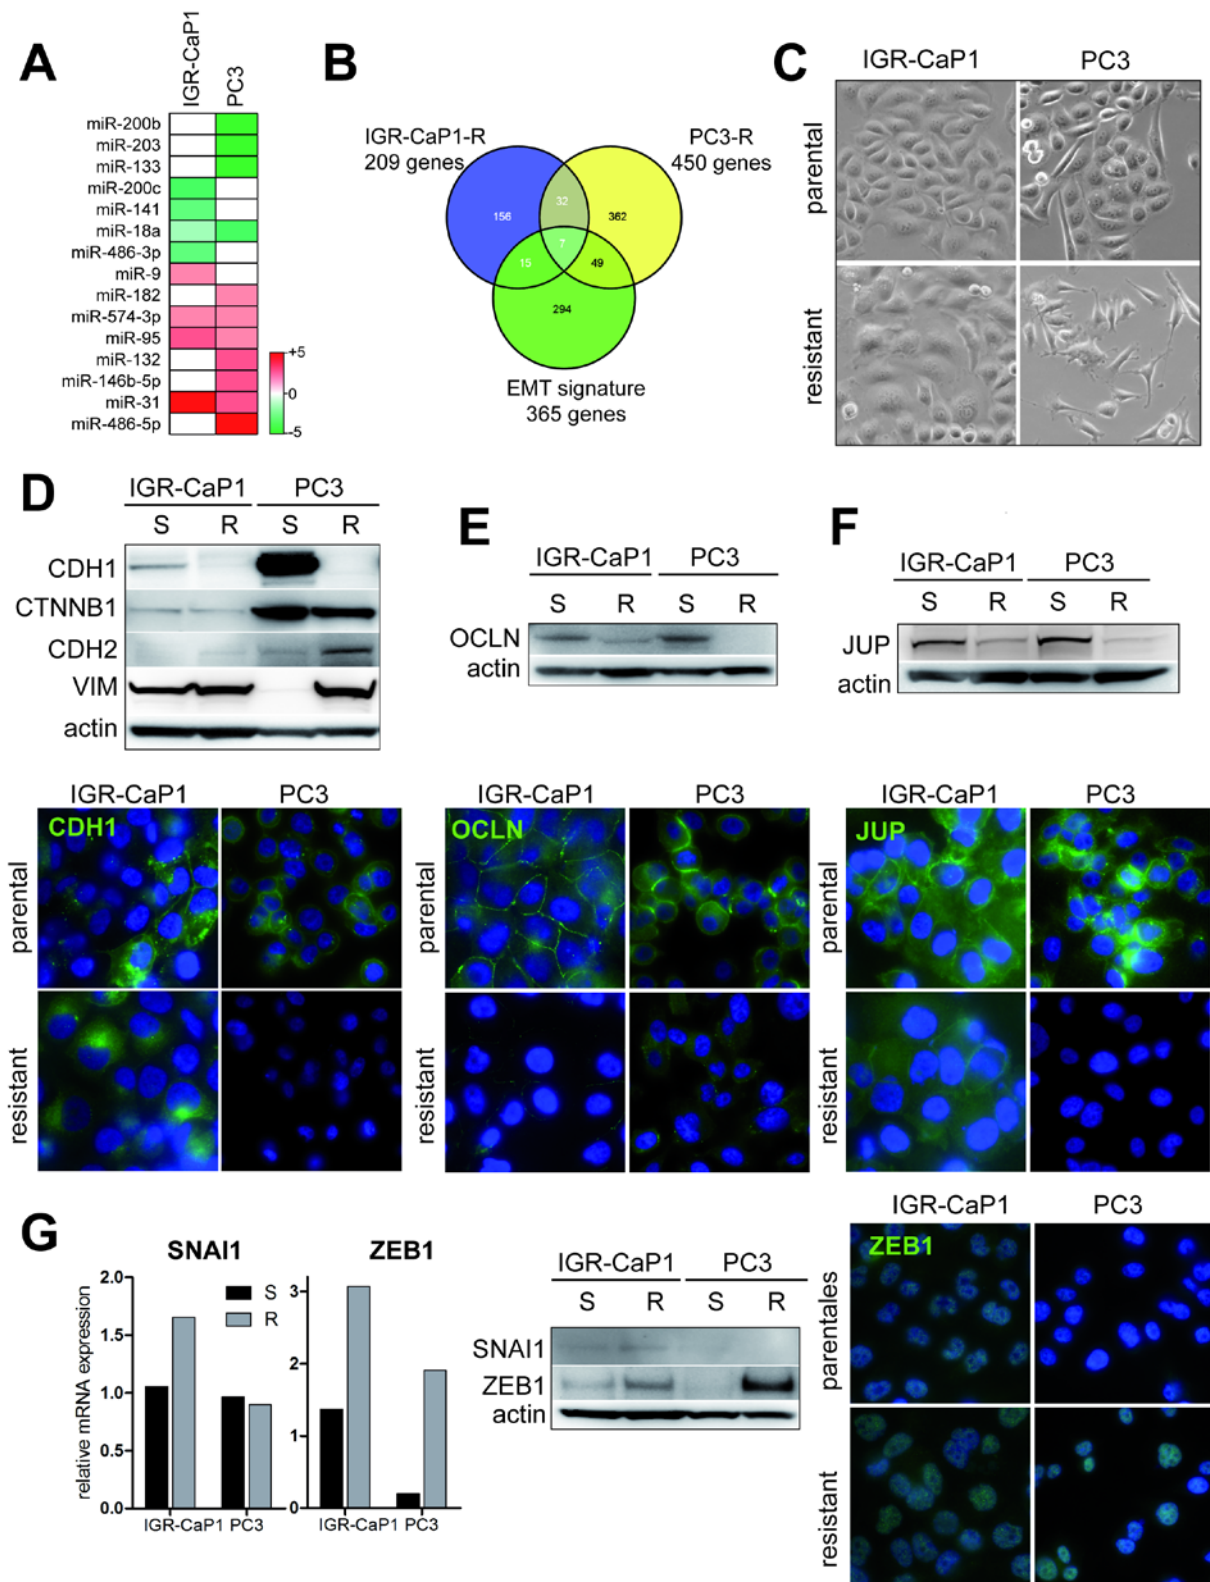 A
IGR-CaP1
PC3
miR-200b
miR-203
miR-133
miR-200c
miR-141
miR-18a
miR-486-3p
miR-9
miR-182
miR-574-3p
miR-95
miR-132
miR-146b-5p
miR-31
miR-486-5p
+5
0
-5
B
IGR-CaP1-R
209 genes
PC3-R
450 genes
156
32
362
7
15
49
294
EMT signature
365 genes
C
IGR-CaP1
PC3
parental
resistant
D
IGR-CaP1
PC3
S
R
S
R
CDH1
CTNNB1
CDH2
VIM
actin
E
IGR-CaP1
PC3
S
R
S
R
OCLN
actin
F
IGR-CaP1
PC3
S
R
S
R
JUP
actin
IGR-CaP1
PC3
CDH1
parental
resistant
IGR-CaP1
PC3
OCLN
parental
resistant
IGR-CaP1
PC3
JUP
parental
resistant
G
SNAI1
relative mRNA expression
2.0
1.5
1.0
0.5
0.0
S
R
IGR-CaP1
PC3
ZEB1
3
2
1
0
IGR-CaP1
PC3
IGR-CaP1
PC3
S
R
S
R
SNAI1
ZEB1
actin
IGR-CaP1
PC3
ZEB1
parentales
resistant